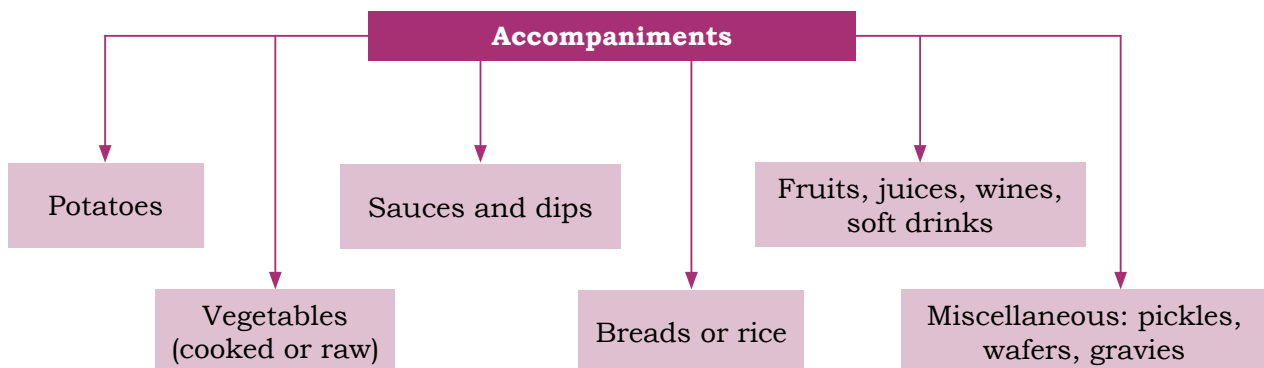 Accompaniments
Potatoes
Vegetables
(cooked or raw)
Sauces and dips
Breads or rice
Fruits, juices, wines,
soft drinks
Miscellaneous: pickles,
wafers, gravies